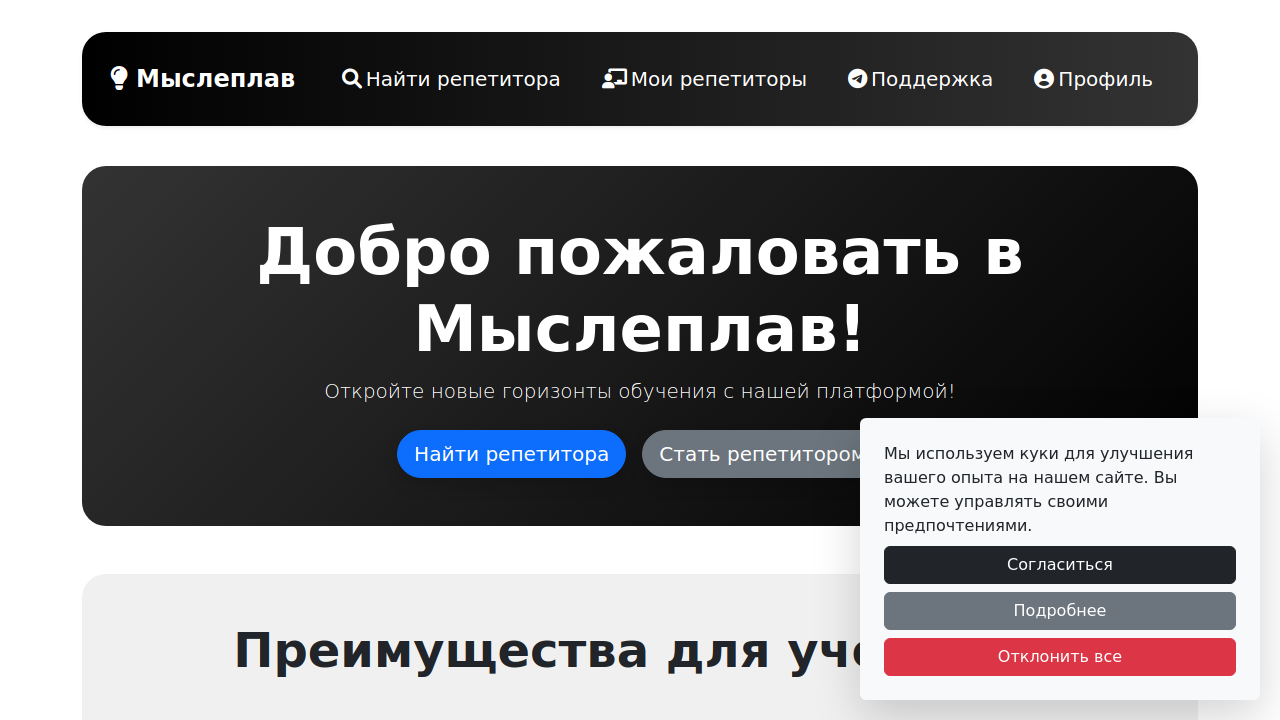 Мыслеплав
Найти репетитора
Мои репетиторы
Поддержка
Профиль
Добро пожаловать в
Мыслеплав!
Откройте новые горизонты обучения с нашей платформой!
Найти репетитора
Стать репетитором
Мы используем куки для улучшения
вашего опыта на нашем сайте. Вы
можете управлять своими
предпочтениями.
Согласиться
Подробнее
Отклонить все
Преимущества для